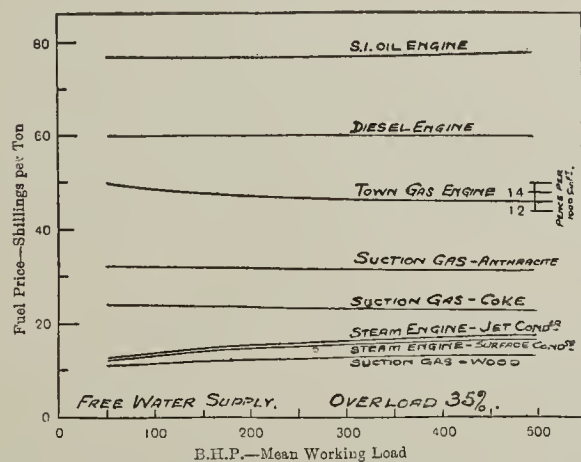 80
S.I. OIL ENGINE
60
DIESEL ENGINE
TOWN GAS ENGINE
14
12
PENCE PER
1000 CU.FT.
40
SUCTION GAS - ANTHRACITE
SUCTION GAS - COKE
20
STEAM ENGINE - JET CONDSR
STEAM ENGINE - SURFACE CONDSR
SUCTION GAS - WOOD
FREE WATER SUPPLY. OVERLOAD 35%.
0
0 100 200 300 400 500
Fuel Price—Shillings per Ton
B.H.P.—Mean Working Load